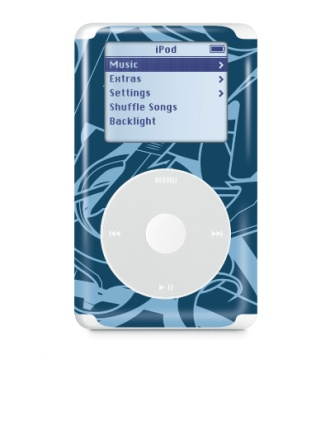 iPod
Music
Extras
Settings
Shuffle Songs
Backlight
MENU